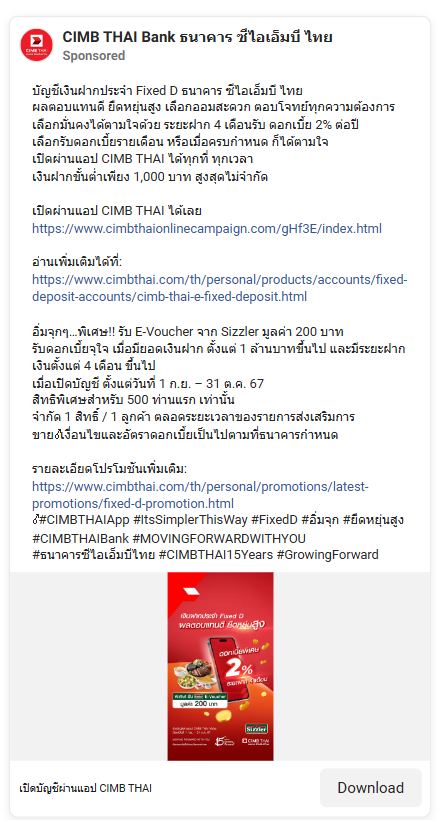 CIMB THAI Bank ธนาคาร ซีไอเอ็มบี ไทย
Sponsored
บัญชีเงินฝากประจำ Fixed D ธนาคาร ซีไอเอ็มบี ไทย
ผลตอบแทนดี ยืดหยุ่นสูง เลือกออมสะดวก ตอบโจทย์ทุกความต้องการ
เลือกมั่นคงได้ตามใจด้วย ระยะฝาก 4 เดือนรับ ดอกเบี้ย 2% ต่อปี
เลือกรับดอกเบี้ยรายเดือน หรือเมื่อครบกำหนด ก็ได้ตามใจ
เปิดผ่านแอป CIMB THAI ได้ทุกที่ ทุกเวลา
เงินฝากขั้นต่ำเพียง 1,000 บาท สูงสุดไม่จำกัด
เปิดผ่านแอป CIMB THAI ได้เลย
https://www.cimbthaionlinecampaign.com/gHf3E/index.html
อ่านเพิ่มเติมได้ที่:
https://www.cimbthai.com/th/personal/products/accounts/fixed-
deposit-accounts/cimb-thai-e-fixed-deposit.html
อิ่มจุกๆ...พิเศษ!! รับ E-Voucher จาก Sizzler มูลค่า 200 บาท
รับดอกเบี้ยจุใจ เมื่อมียอดเงินฝาก ตั้งแต่ 1 ล้านบาทขึ้นไป และมีระยะฝาก
เงินตั้งแต่ 4 เดือน ขึ้นไป
เมื่อเปิดบัญชี ตั้งแต่วันที่ 1 ก.ย. – 31 ต.ค. 67
สิทธิพิเศษสำหรับ 500 ท่านแรก เท่านั้น
จำกัด 1 สิทธิ์ / 1 ลูกค้า ตลอดระยะเวลาของรายการส่งเสริมการ
ขายเงื่อนไขและอัตราดอกเบี้ยเป็นไปตามที่ธนาคารกำหนด
รายละเอียดโปรโมชันเพิ่มเติม:
https://www.cimbthai.com/th/personal/promotions/latest-
promotions/fixed-d-promotion.html
#CIMBTHAIApp #ItsSimplerThisWay #FixedD #อิ่มจุก #ยืดหยุ่นสูง
#CIMBTHAIBank #MOVINGFORWARDWITHYOU
#ธนาคารซีไอเอ็มบีไทย #CIMBTHAI15Years #GrowingForward
เงินฝากประจำ Fixed D
ผลตอบแทนดี ยืดหยุ่นสูง
ดอกเบี้ยพิเศษ
2%
E-Voucher
มูลค่า 200 บาท
Sizzler
CIMB THAI
เปิดบัญชีผ่านแอป CIMB THAI
Download